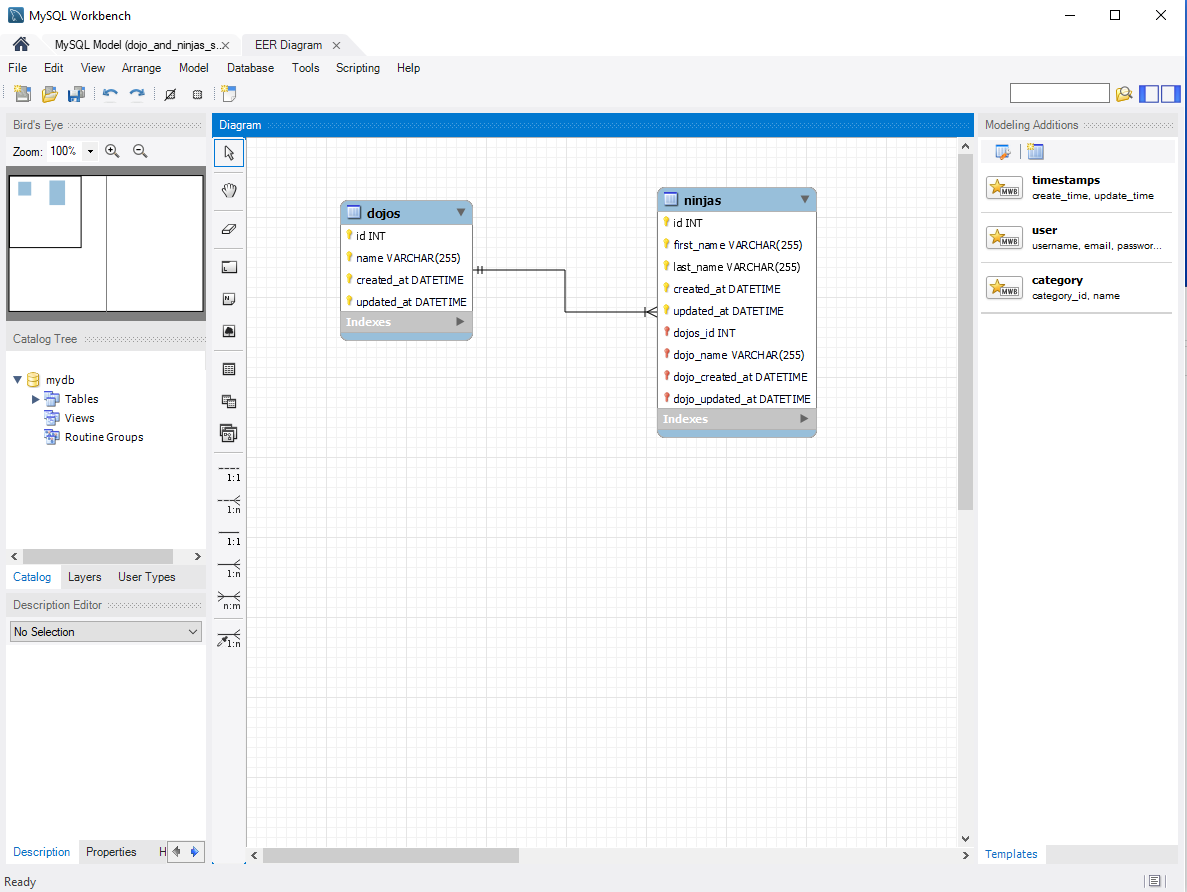 MySQL Workbench
MySQL Model (dojo_and_ninjas_s..
EER Diagram
File Edit View Arrange Model Database Tools Scripting Help
Bird's Eye
Zoom: 100%
Catalog Tree
mydb
Tables
Views
Routine Groups
Catalog Layers User Types
Description Editor
No Selection
Description Properties H
Diagram
1:1
1:n
1:1
1:n
n:m
1:n
dojos
id INT
name VARCHAR(255)
created_at DATETIME
updated_at DATETIME
Indexes
ninjas
id INT
first_name VARCHAR(255)
last_name VARCHAR(255)
created_at DATETIME
updated_at DATETIME
dojos_id INT
dojo_name VARCHAR(255)
dojo_created_at DATETIME
dojo_updated_at DATETIME
Indexes
Modeling Additions
MWB
timestamps
create_time, update_time
MWB
user
username, email, passwor...
MWB
category
category_id, name
Templates
Ready